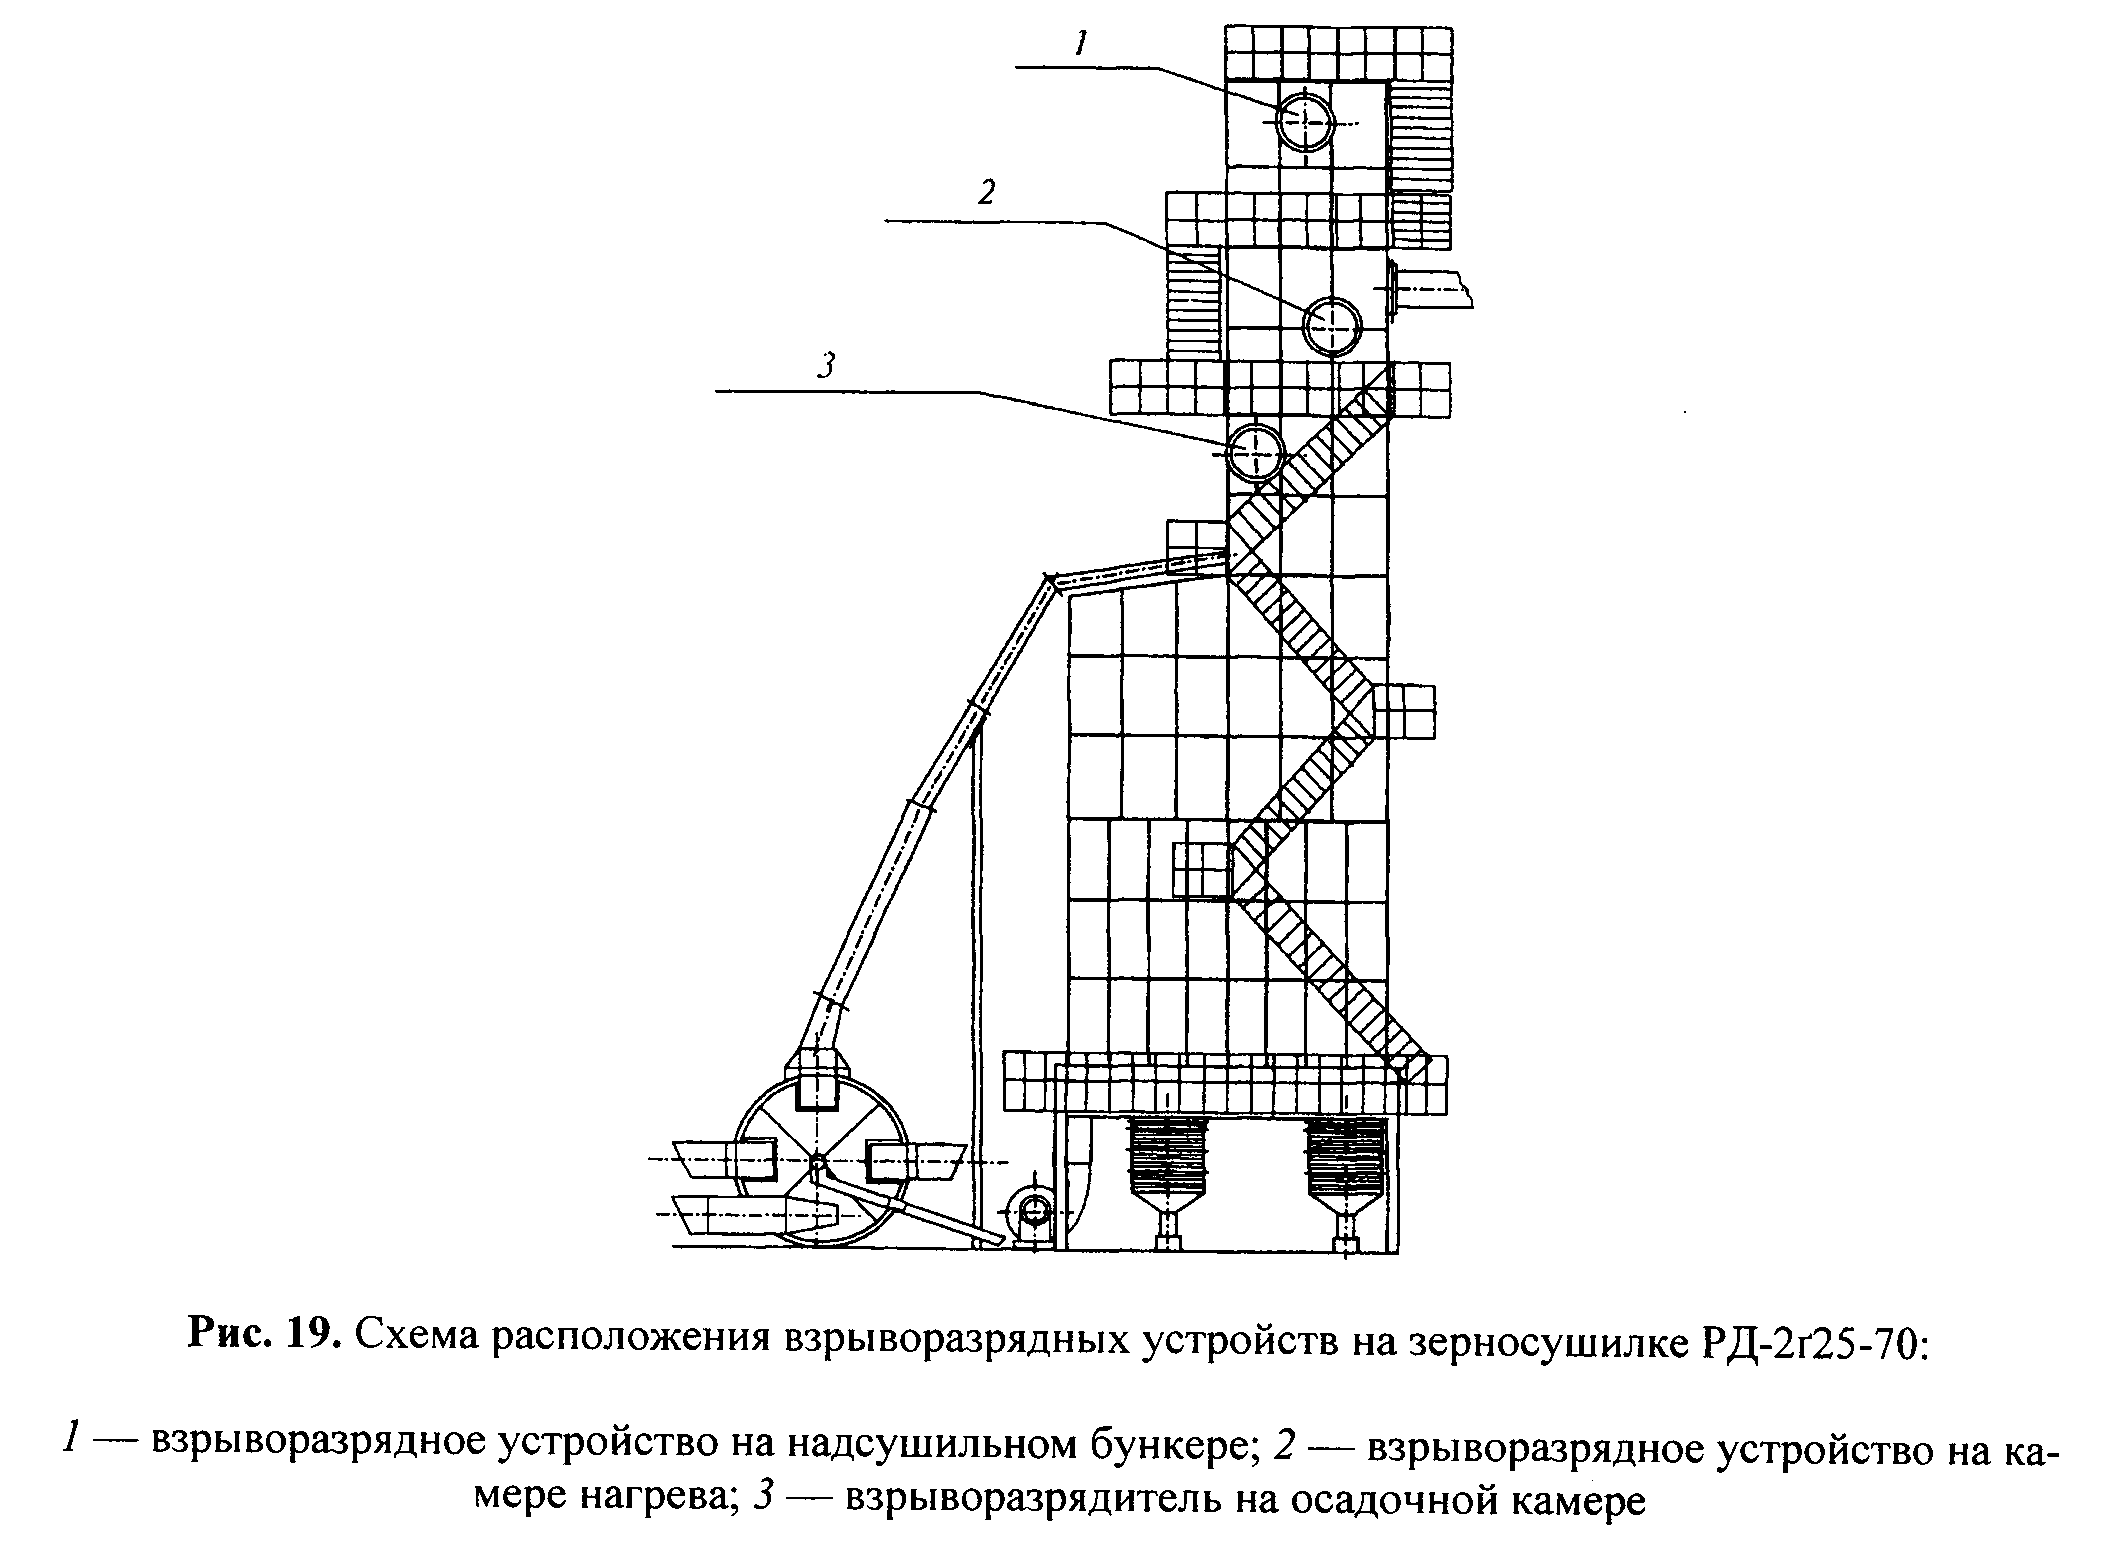 1
2
3
Рис. 19. Схема расположения взрыворазрядных устройств на зерносушилке РД-2ґ25-70:
1 — взрыворазрядное устройство на надсушильном бункере; 2 — взрыворазрядное устройство на ка-
мере нагрева; 3 — взрыворазрядитель на осадочной камере